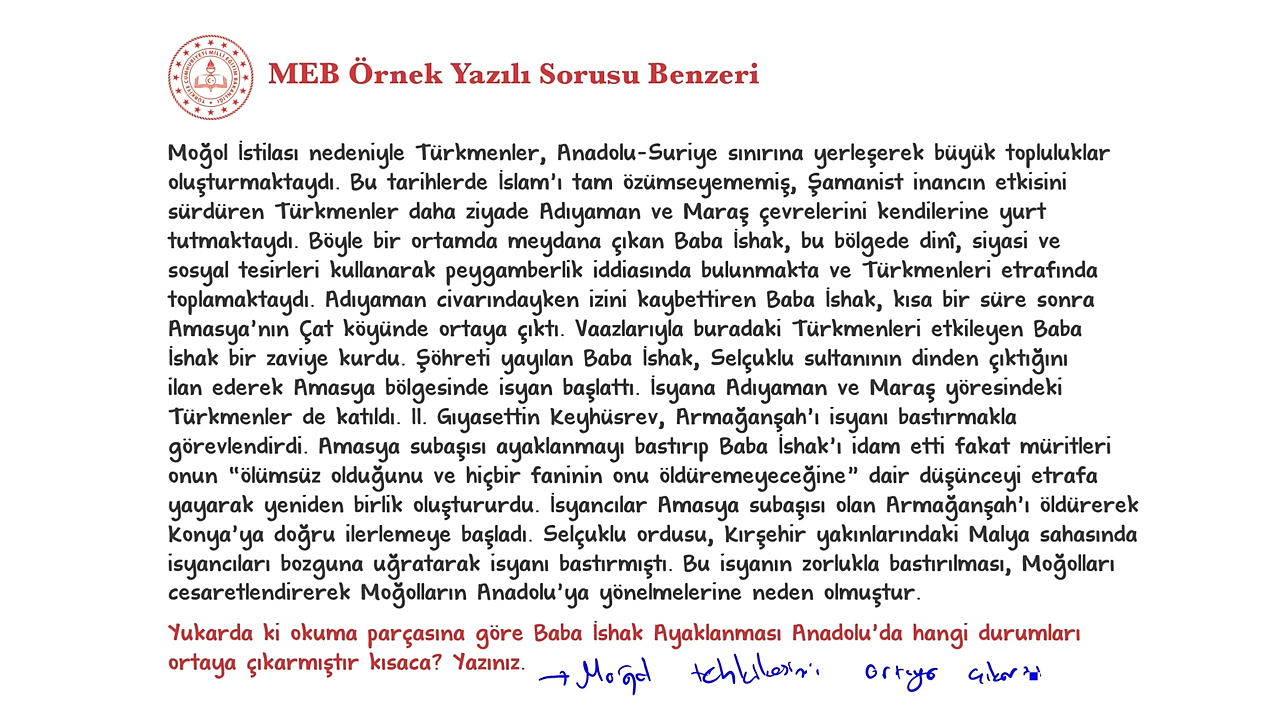 MEB Örnek Yazılı Sorusu Benzeri
Moğol İstilası nedeniyle Türkmenler, Anadolu-Suriye sınırına yerleşerek büyük topluluklar
oluşturmaktaydı. Bu tarihlerde İslam'ı tam özümseyememiş, Şamanist inancın etkisini
sürdüren Türkmenler daha ziyade Adıyaman ve Maraş çevrelerini kendilerine yurt
tutmaktaydı. Böyle bir ortamda meydana çıkan Baba İshak, bu bölgede dinî, siyasi ve
sosyal tesirleri kullanarak peygamberlik iddiasında bulunmakta ve Türkmenleri etrafında
toplamaktaydı. Adıyaman civarındayken izini kaybettiren Baba İshak, kısa bir süre sonra
Amasya'nın Çat köyünde ortaya çıktı. Vaazlarıyla buradaki Türkmenleri etkileyen Baba
İshak bir zaviye kurdu. Şöhreti yayılan Baba İshak, Selçuklu sultanının dinden çıktığını
ilan ederek Amasya bölgesinde isyan başlattı. İsyana Adıyaman ve Maraş yöresindeki
Türkmenler de katıldı. II. Gıyasettin Keyhüsrev, Armağanşah'ı isyanı bastırmakla
görevlendirdi. Amasya subaşısı ayaklanmayı bastırıp Baba İshak'ı idam etti fakat müritleri
onun "ölümsüz olduğunu ve hiçbir faninin onu öldüremeyeceğine" dair düşünceyi etrafa
yayarak yeniden birlik oluştururdu. İsyancılar Amasya subaşısı olan Armağanşah'ı öldürerek
Konya'ya doğru ilerlemeye başladı. Selçuklu ordusu, Kırşehir yakınlarındaki Malya sahasında
isyancıları bozguna uğratarak isyanı bastırmıştı. Bu isyanın zorlukla bastırılması, Moğolları
cesaretlendirerek Moğolların Anadolu'ya yönelmelerine neden olmuştur.
Yukarda ki okuma parçasına göre Baba İshak Ayaklanması Anadolu'da hangi durumları
ortaya çıkarmıştır kısaca? Yazınız.
→ Moğol tehlikesini ortaya